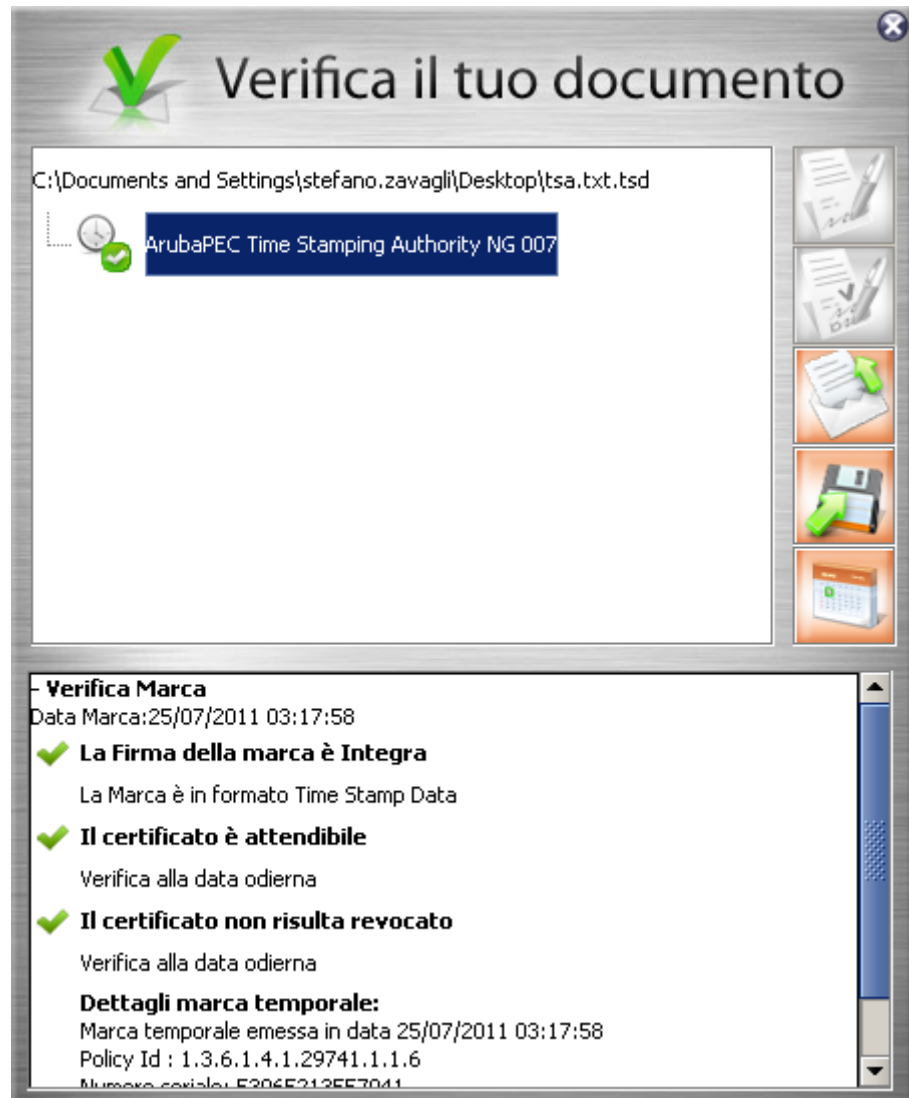 Verifica il tuo documento
C:\Documents and Settings\stefano.zavagli\Desktop\tsa.txt.tsd
ArubaPEC Time Stamping Authority NG 007
- Verifica Marca
Data Marca:25/07/2011 03:17:58
La Firma della marca è Integra
La Marca è in formato Time Stamp Data
Il certificato è attendibile
Verifica alla data odierna
Il certificato non risulta revocato
Verifica alla data odierna
Dettagli marca temporale:
Marca temporale emessa in data 25/07/2011 03:17:58
Policy Id : 1.3.6.1.4.1.29741.1.1.6
Numero seriale: